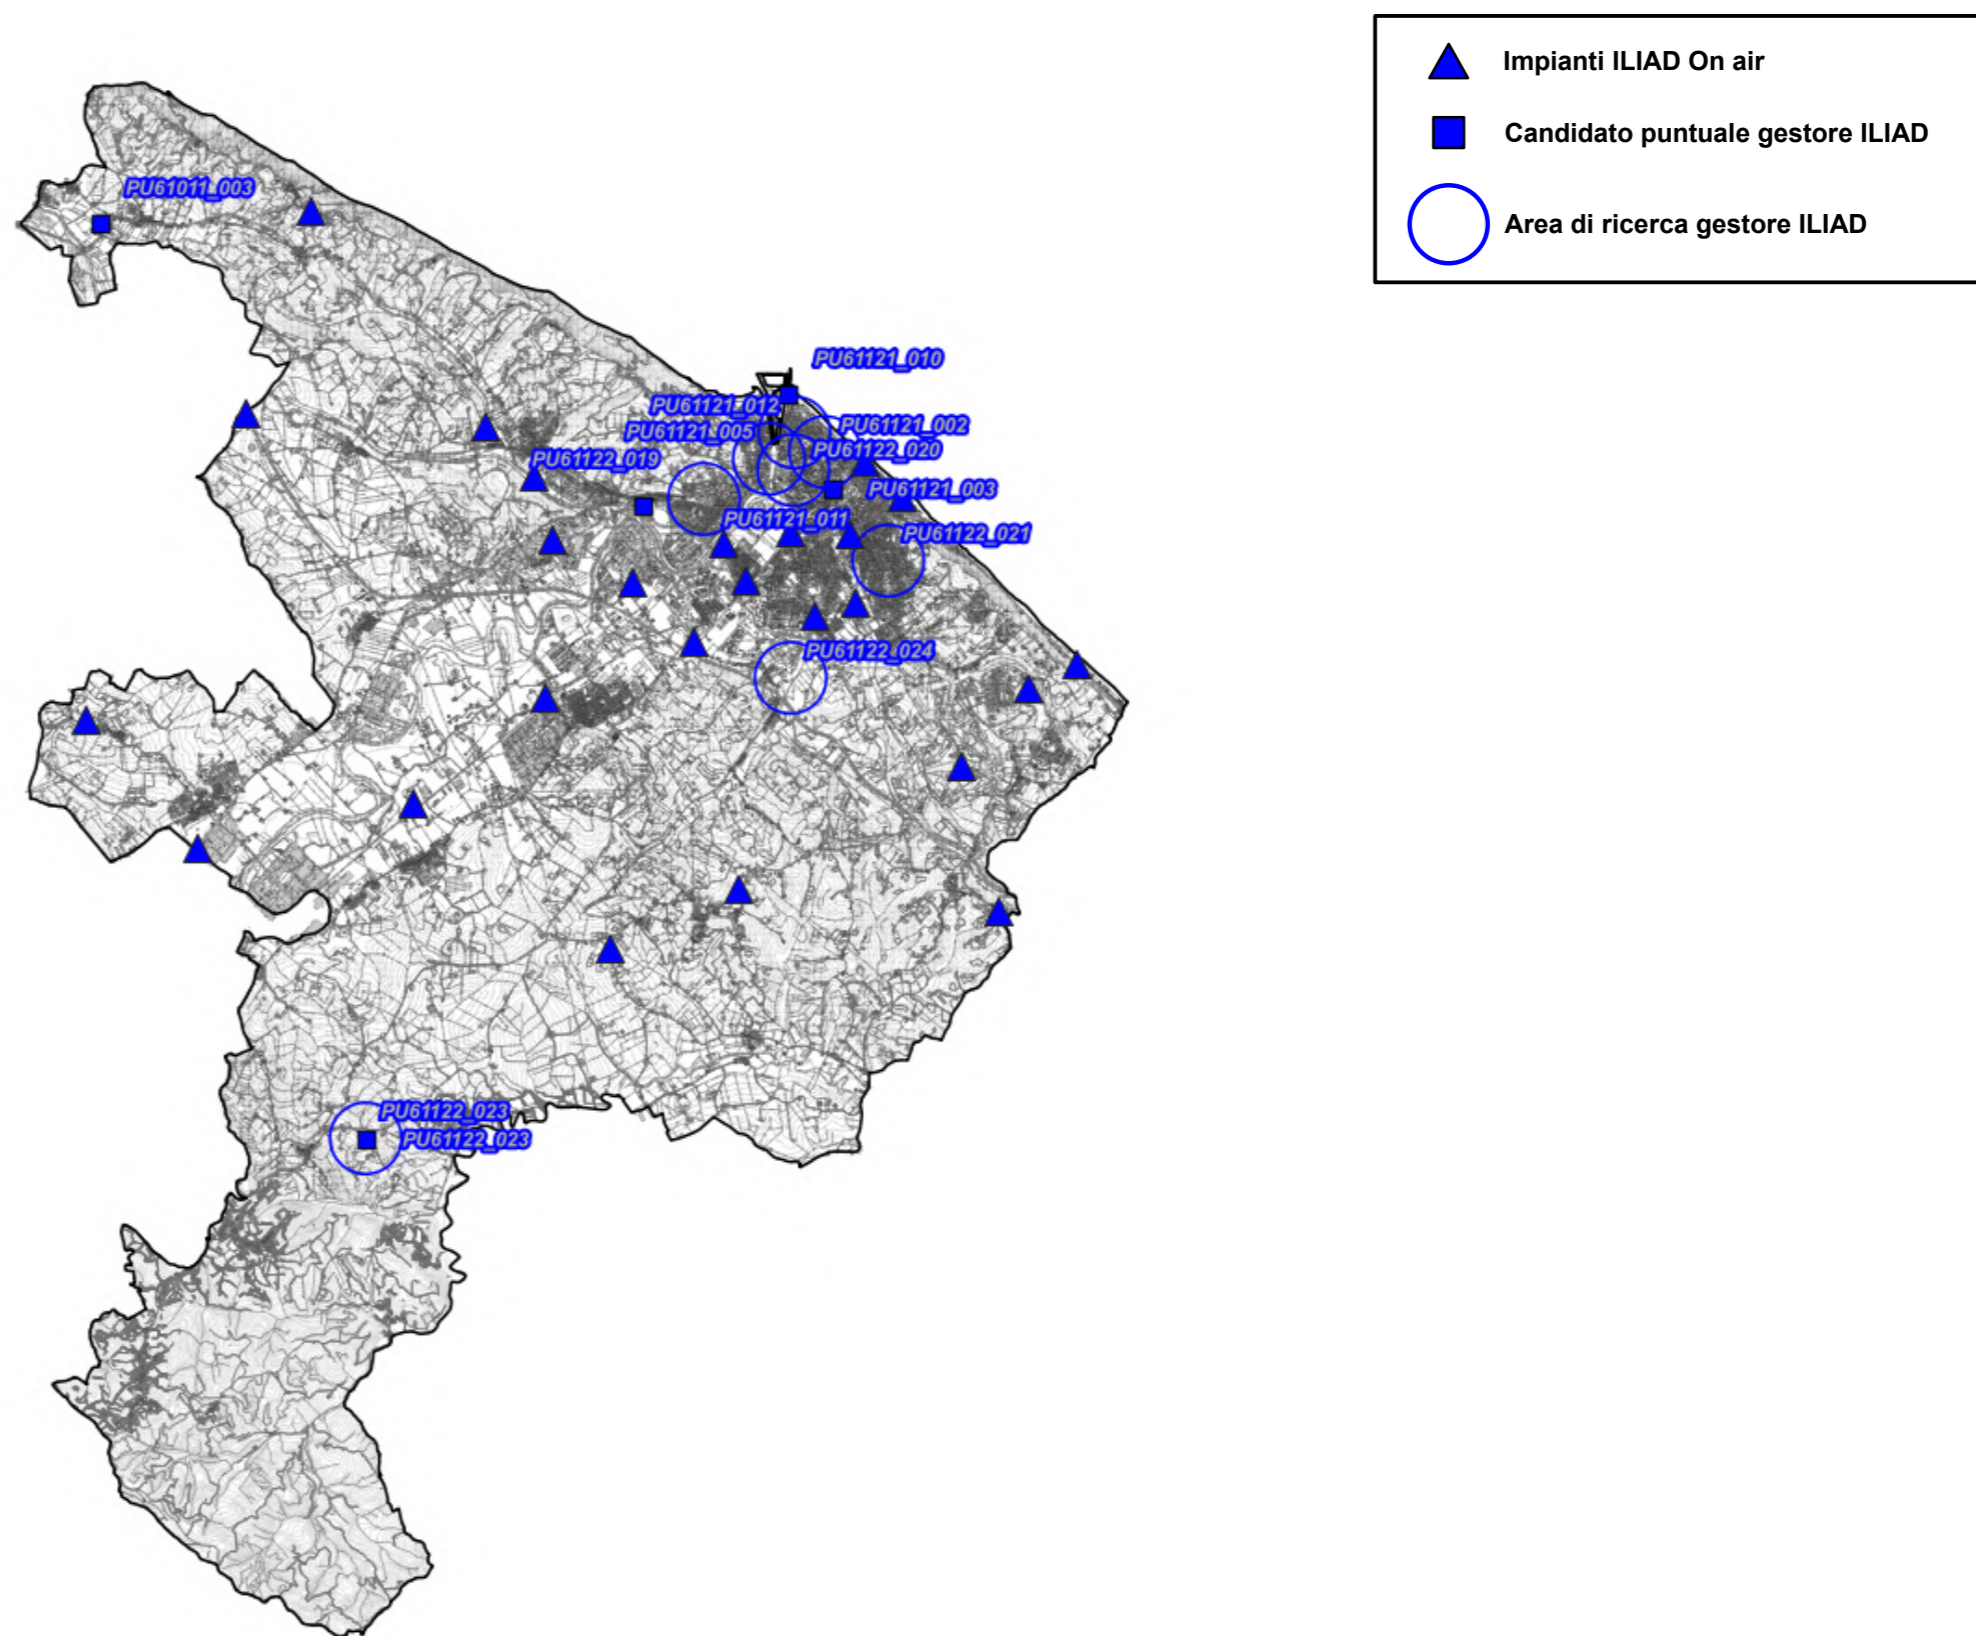 Impianti ILIAD On air
Candidato puntuale gestore ILIAD
Area di ricerca gestore ILIAD
PU61011_003
PU61121_010
PU61121_012
PU61121_002
PU61121_005
PU61122_020
PU61122_019
PU61121_003
PU61121_011
PU61122_021
PU61122_024
PU61122_023
PU61122_023